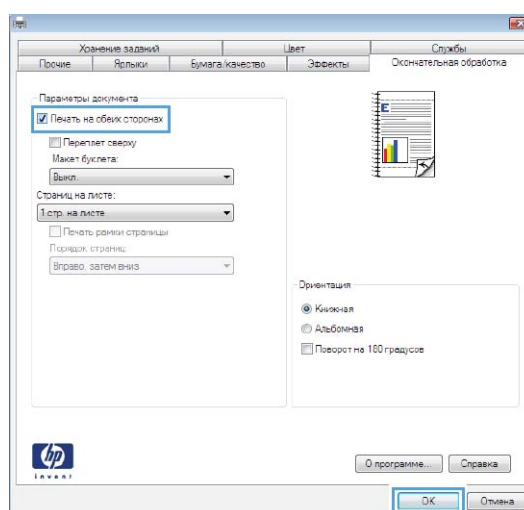 Хранение заданий Цвет Службы
Прочие Ярлыки Бумага/качество Эффекты Окончательная обработка
Параметры документа
Печать на обеих сторонах
Переплет сверху
Макет буклета:
Выкл.
Страниц на листе:
1 стр. на листе
Печать рамки страницы
Порядок страниц:
Вправо, затем вниз
E
Ориентация
Книжная
Альбомная
Поворот на 180 градусов
hp
invent
О программе... Справка
OK Отмена